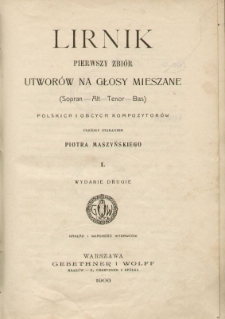 LIRNIK
PIERWSZY ZBIÓR
UTWORÓW NA GŁOSY MIESZANE
(Sopran — Alt — Tenor — Bas)
POLSKICH I OBCYCH KOMPOZYTORÓW
PIOTRA MASZYŃSKIEGO
I.
WYDANIE DRUGIE
WARSZAWA
GEBETHNER I WOLFF